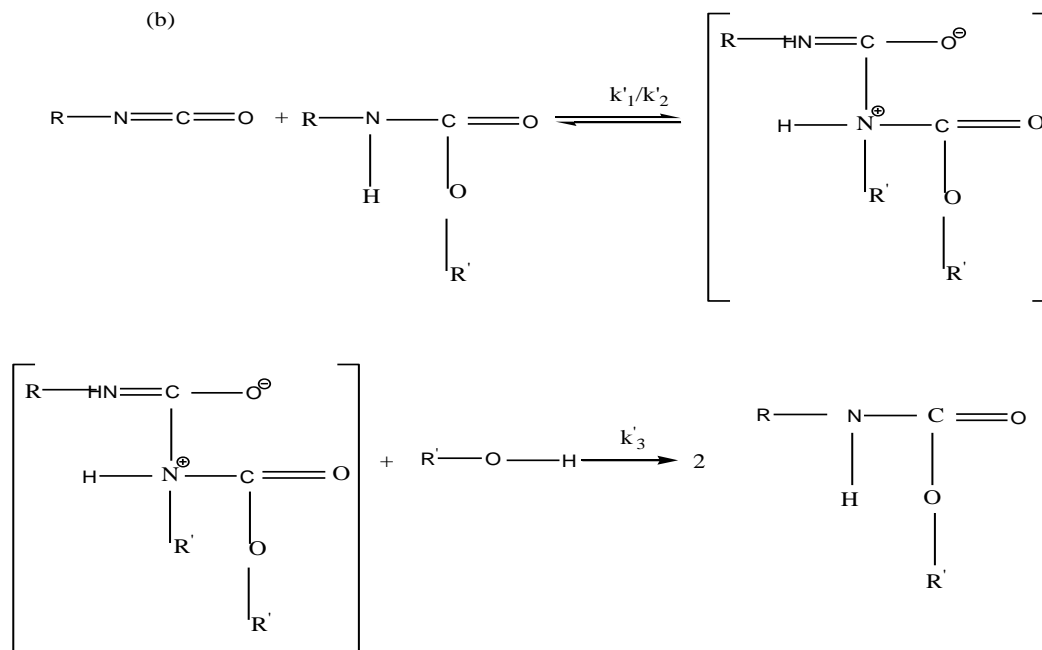 (b)
R HN C O⊖
k'1/k'2
R N C O + R N C O
H N⊕ C O
H O
R' O
R' R'
R HN C O⊖
R N C O
k'3
H N⊕ C O + R' O H 2
H O
R' O
R' R'